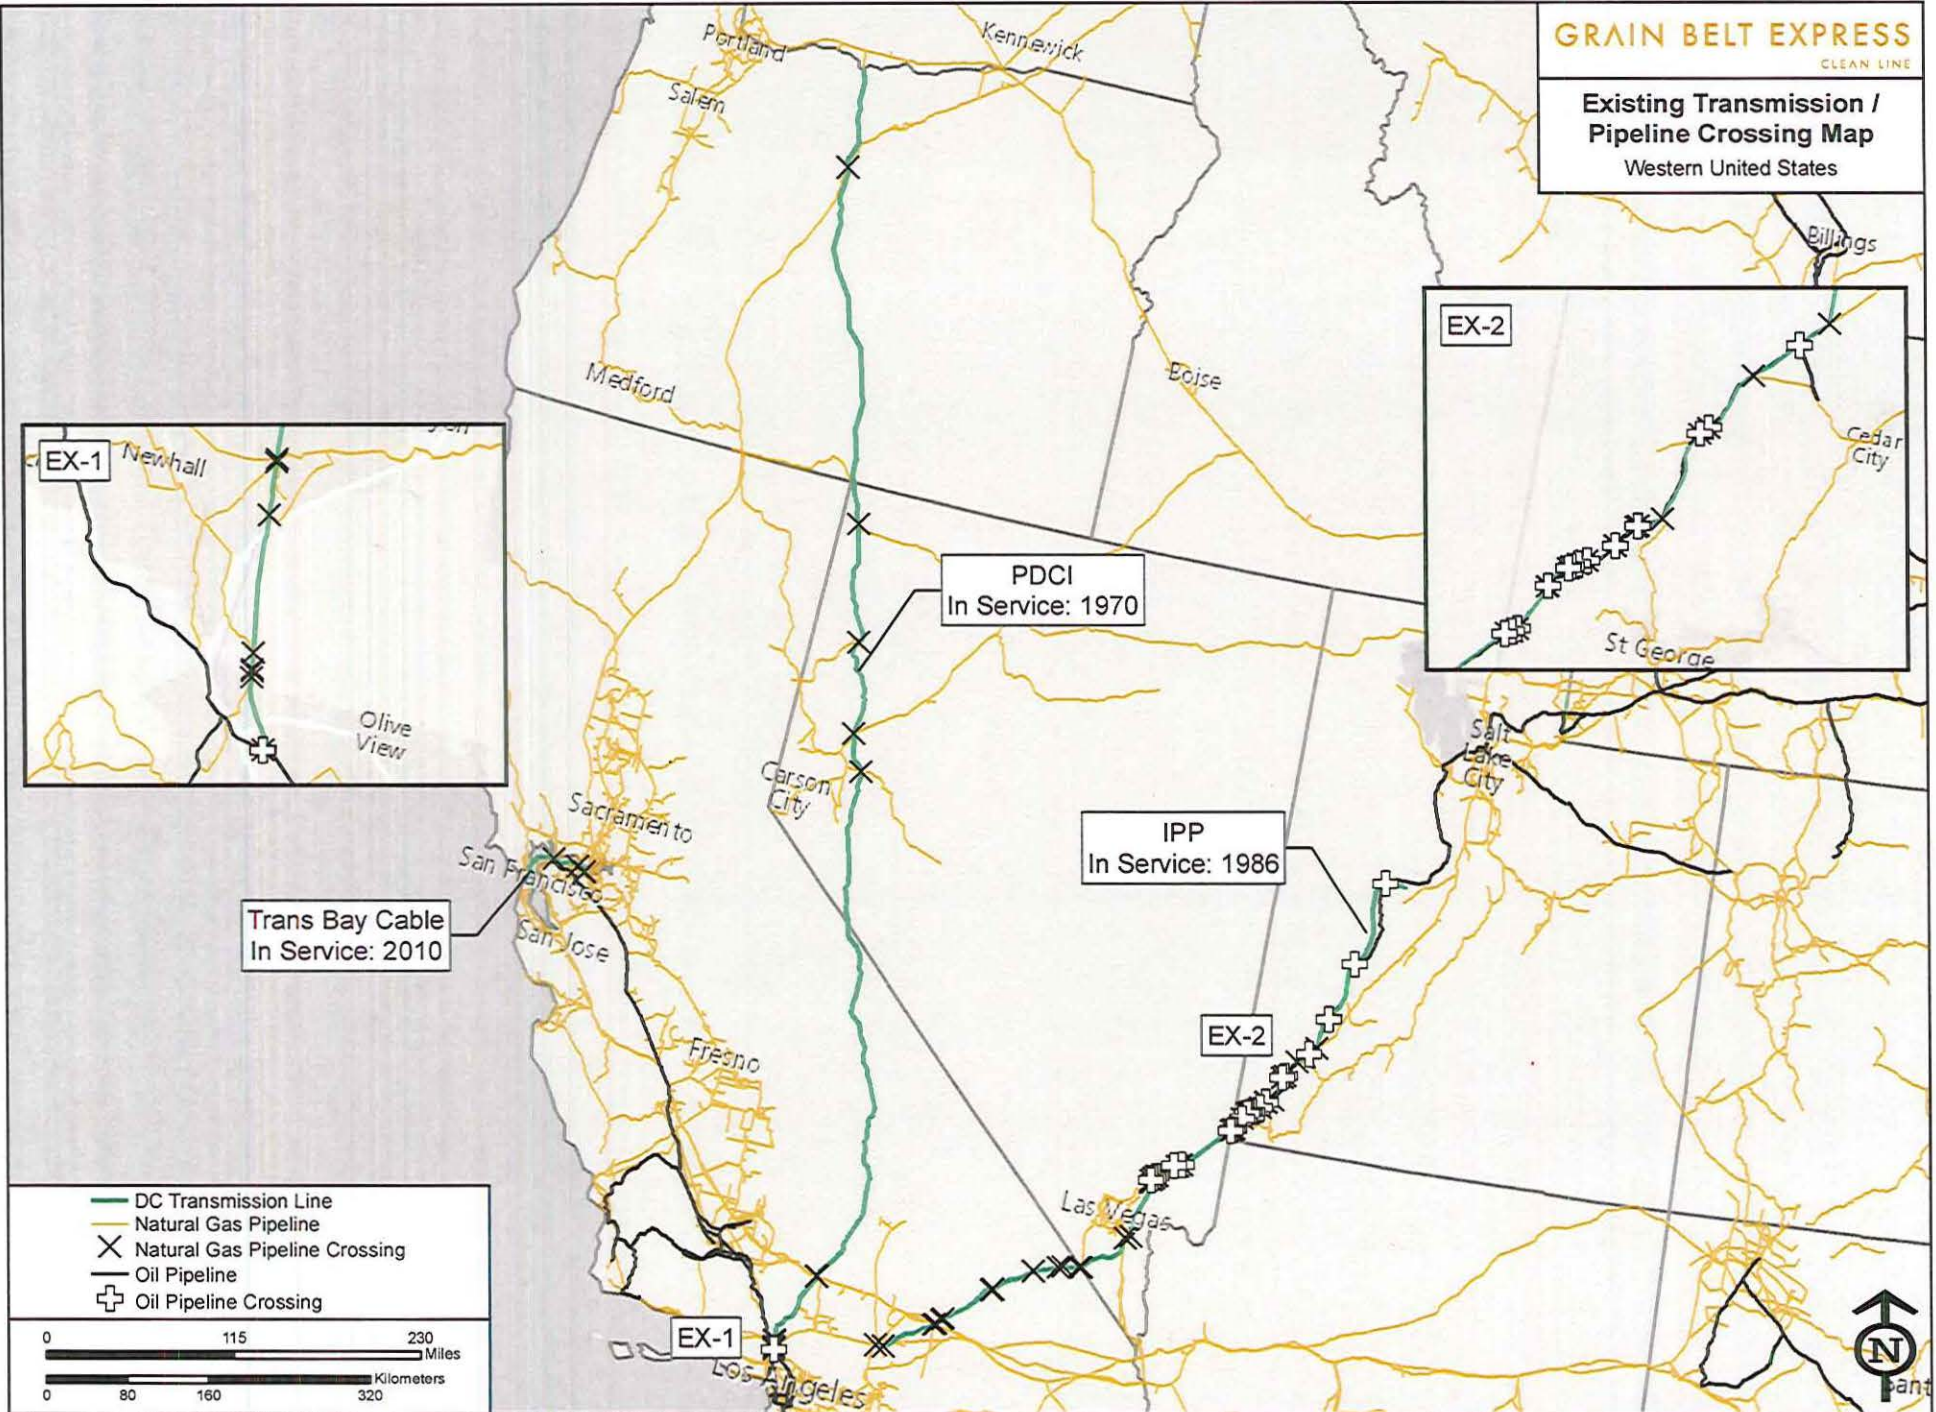 GRAIN BELT EXPRESS
CLEAN LINE
Existing Transmission /
Pipeline Crossing Map
Western United States
Portland
Kennewick
Salem
Billings
EX-2
Cedar
City
St George
Medford
Boise
EX-1
Newhall
Olive
View
PDCI
In Service: 1970
Salt
Lake
City
Carson
City
Sacramento
San Francisco
San Jose
Trans Bay Cable
In Service: 2010
IPP
In Service: 1986
EX-2
Fresno
Las Vegas
DC Transmission Line
Natural Gas Pipeline
Natural Gas Pipeline Crossing
Oil Pipeline
Oil Pipeline Crossing
0 115 230
Miles
Kilometers
0 80 160 320
EX-1
Los Angeles
N